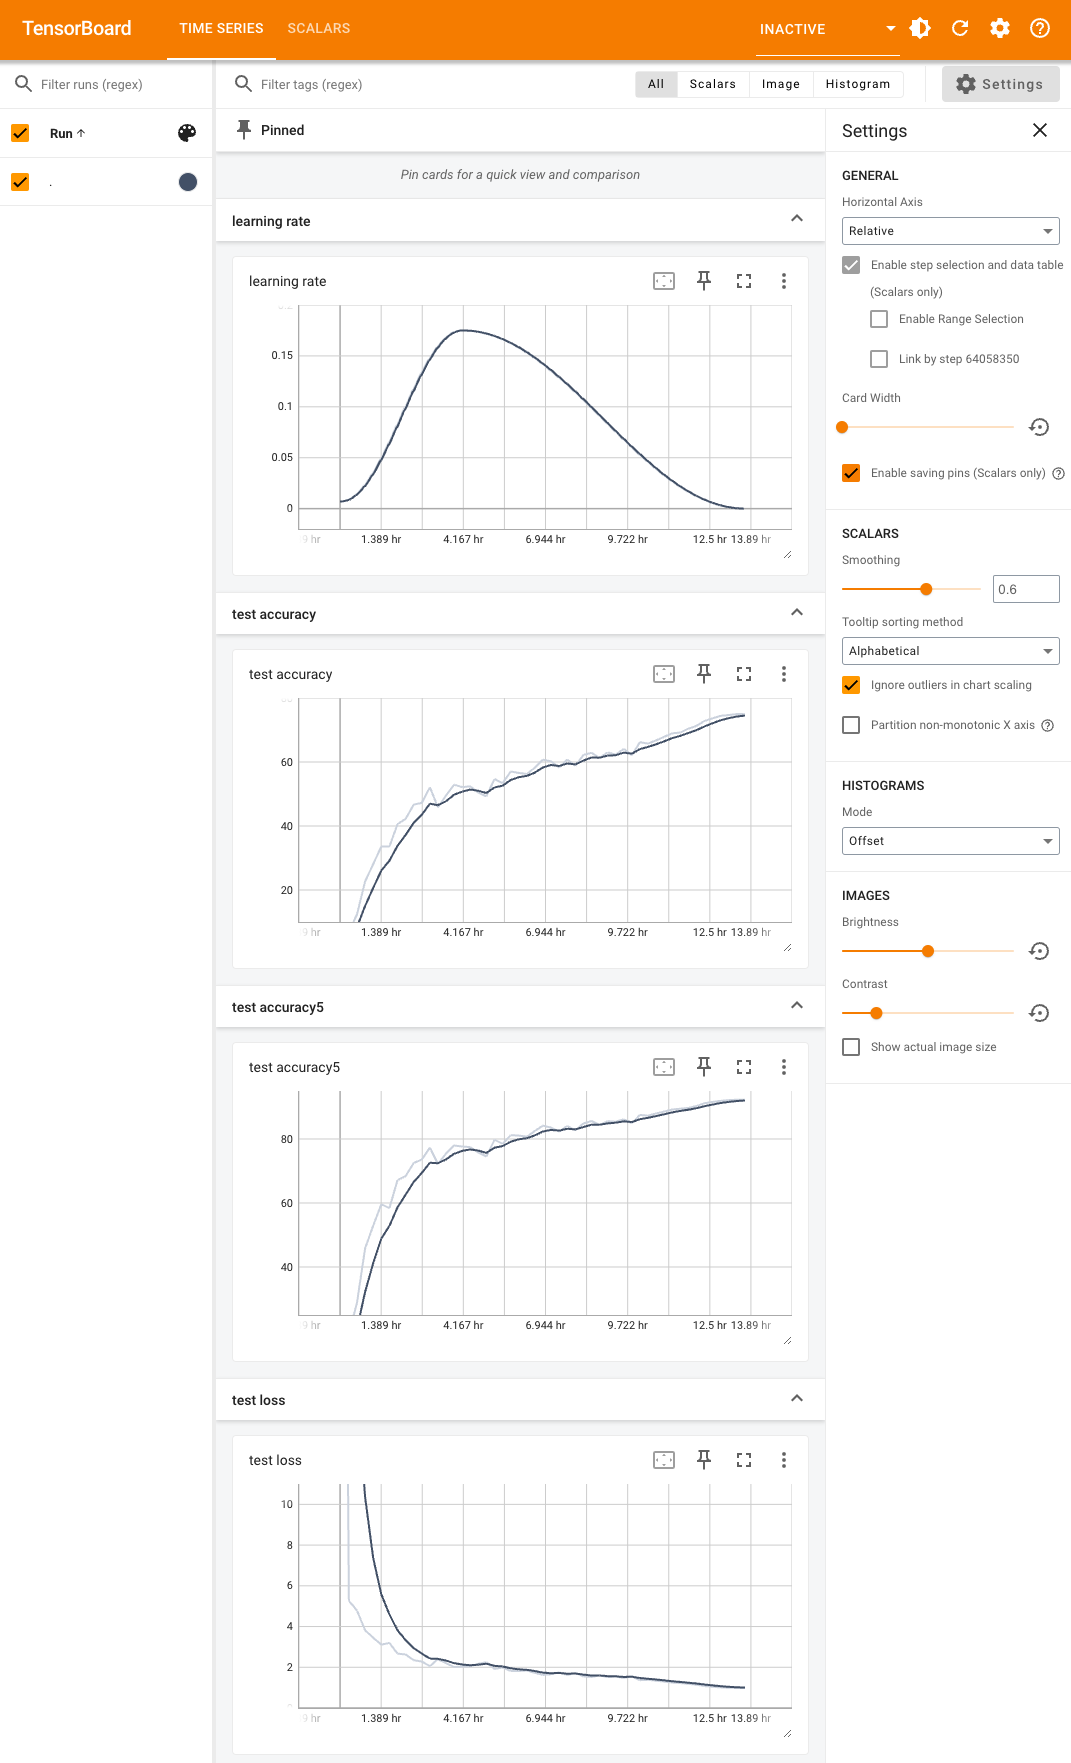 TensorBoard
TIME SERIES
SCALARS
INACTIVE
Filter runs (regex)
Filter tags (regex)
All
Scalars
Image
Histogram
Settings
Run
.
Pinned
Pin cards for a quick view and comparison
learning rate
learning rate
0.15
0.1
0.05
0
9 hr
1.389 hr
4.167 hr
6.944 hr
9.722 hr
12.5 hr
13.89 hr
test accuracy
test accuracy
60
40
20
9 hr
1.389 hr
4.167 hr
6.944 hr
9.722 hr
12.5 hr
13.89 hr
test accuracy5
test accuracy5
80
60
40
9 hr
1.389 hr
4.167 hr
6.944 hr
9.722 hr
12.5 hr
13.89 hr
test loss
test loss
10
8
6
4
2
9 hr
1.389 hr
4.167 hr
6.944 hr
9.722 hr
12.5 hr
13.89 hr
Settings
GENERAL
Horizontal Axis
Relative
Enable step selection and data table
(Scalars only)
Enable Range Selection
Link by step 64058350
Card Width
Enable saving pins (Scalars only)
SCALARS
Smoothing
0.6
Tooltip sorting method
Alphabetical
Ignore outliers in chart scaling
Partition non-monotonic X axis
HISTOGRAMS
Mode
Offset
IMAGES
Brightness
Contrast
Show actual image size